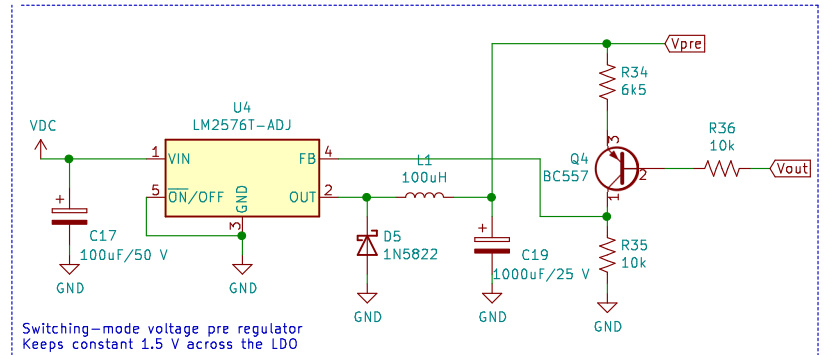 Vpre
R34
6k5
U4
LM2576T-ADJ
VDC
1
VIN
FB
4
5
ON/OFF
GND
3
OUT
2
L1
100uH
3
Q4
BC557
2
1
R36
10k
Vout
+
C17
100uF/50 V
GND
GND
D5
1N5822
GND
+
C19
1000uF/25 V
GND
R35
10k
GND
Switching-mode voltage pre regulator
Keeps constant 1.5 V across the LDO